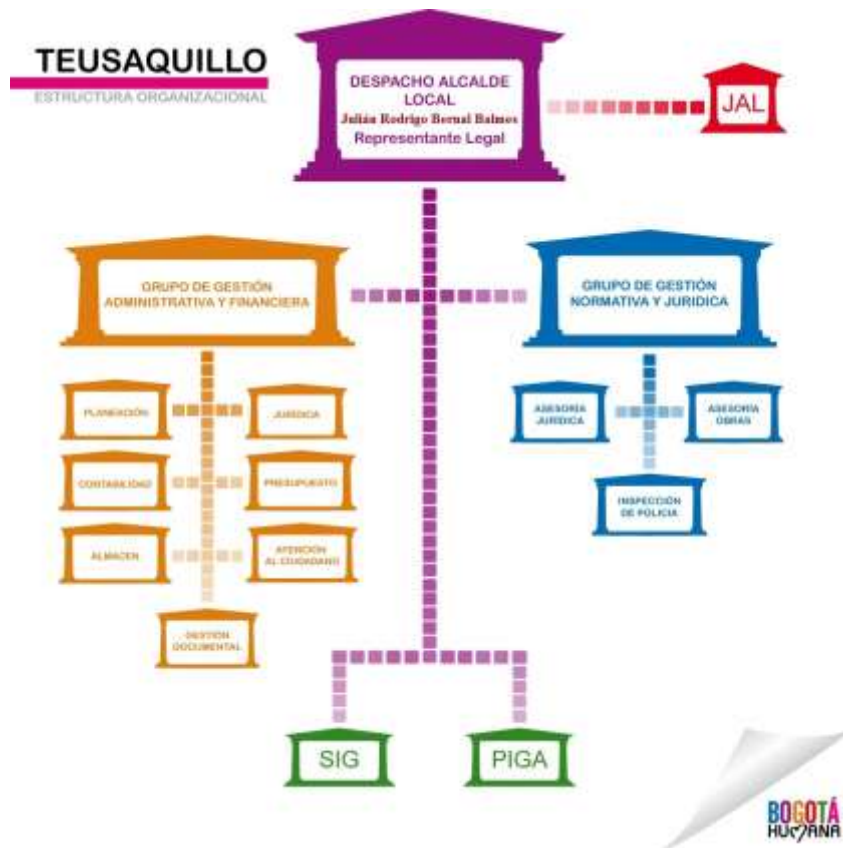 TEUSAQUILLO
ESTRUCTURA ORGANIZACIONAL
DESPACHO ALCALDE
LOCAL
Julián Rodrigo Bernal Balmes
Representante Legal
JAL
GRUPO DE GESTIÓN
ADMINISTRATIVA Y FINANCIERA
GRUPO DE GESTIÓN
NORMATIVA Y JURIDICA
PLANEACIÓN
JURIDICA
ASESORÍA
JURÍDICA
ASESORÍA
OBRAS
CONTABILIDAD
PRESUPUESTO
INSPECCIÓN
DE POLICIA
ALMACEN
ATENCIÓN
AL CIUDADANO
GESTIÓN
DOCUMENTAL
SIG
PIGA
BOGOTÁ
HUMANA